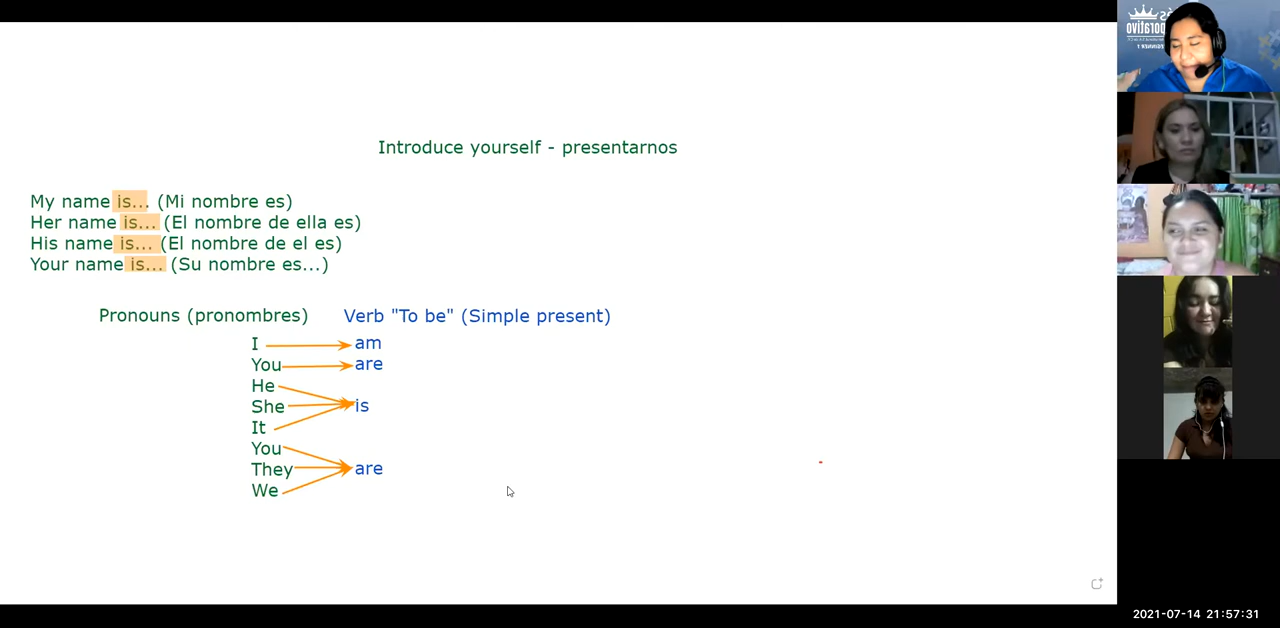 Introduce yourself - presentarnos
My name is... (Mi nombre es)
Her name is... (El nombre de ella es)
His name is... (El nombre de el es)
Your name is... (Su nombre es...)
Pronouns (pronombres) Verb "To be" (Simple present)
I am
You are
He
She is
It
You
They are
We
2021-07-14 21:57:31